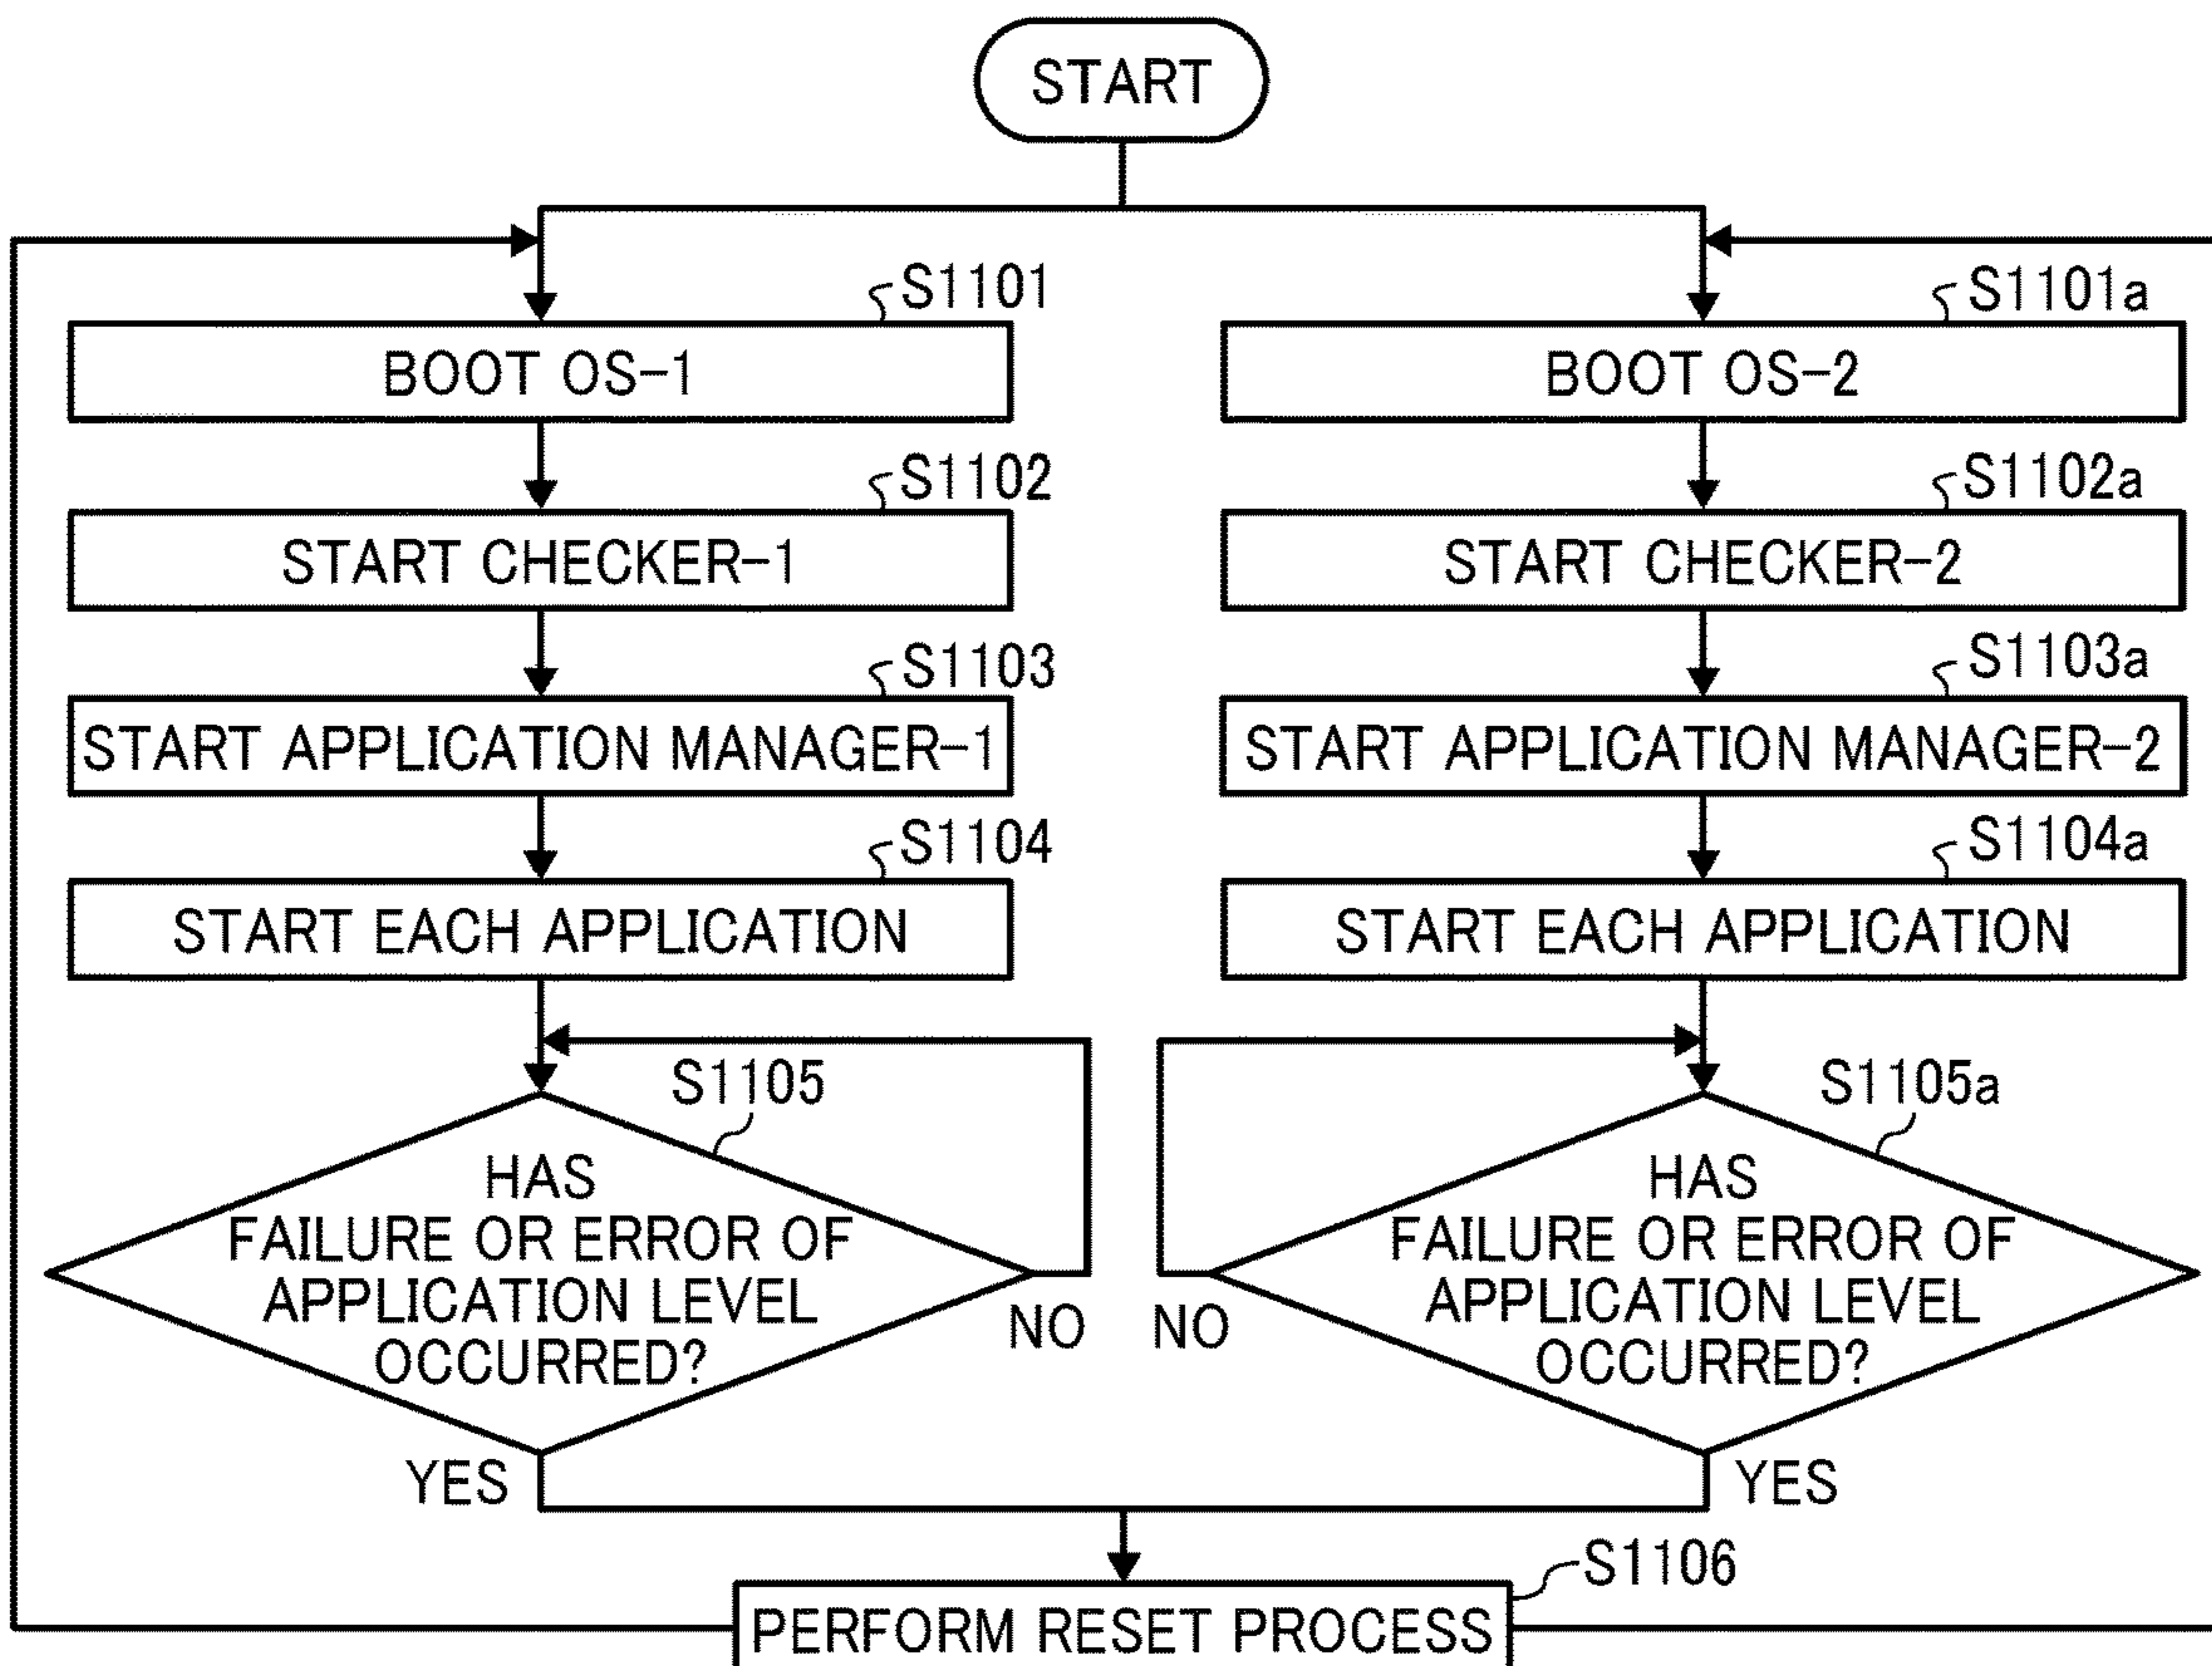 START
S1101
BOOT OS-1
S1102
START CHECKER-1
S1103
START APPLICATION MANAGER-1
S1104
START EACH APPLICATION
S1105
HAS
FAILURE OR ERROR OF
APPLICATION LEVEL
OCCURRED?
NO
YES
S1101a
BOOT OS-2
S1102a
START CHECKER-2
S1103a
START APPLICATION MANAGER-2
S1104a
START EACH APPLICATION
S1105a
HAS
FAILURE OR ERROR OF
APPLICATION LEVEL
OCCURRED?
NO
YES
S1106
PERFORM RESET PROCESS